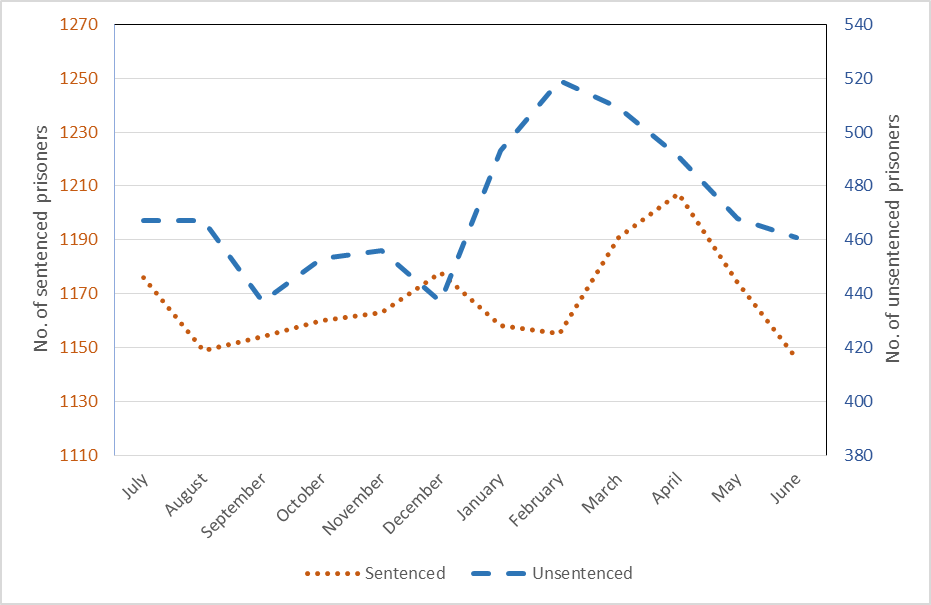 1270
1250
1230
1210
1190
1170
1150
1130
1110
No. of sentenced prisoners
540
520
500
480
460
440
420
400
380
No. of unsentenced prisoners
July
August
September
October
November
December
January
February
March
April
May
June
Sentenced
Unsentenced